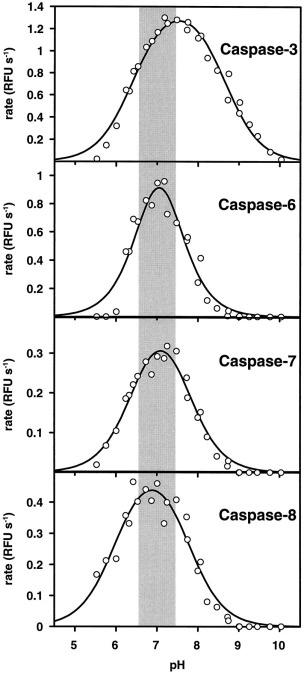 1.4
1.2
1
0.8
0.6
0.4
0.2
rate (RFU s-1)
Caspase-3
1
0.8
0.6
0.4
0.2
rate (RFU s-1)
Caspase-6
0.3
0.2
0.1
rate (RFU s-1)
Caspase-7
0.4
0.3
0.2
0.1
0
rate (RFU s-1)
Caspase-8
5 6 7 8 9 10
pH